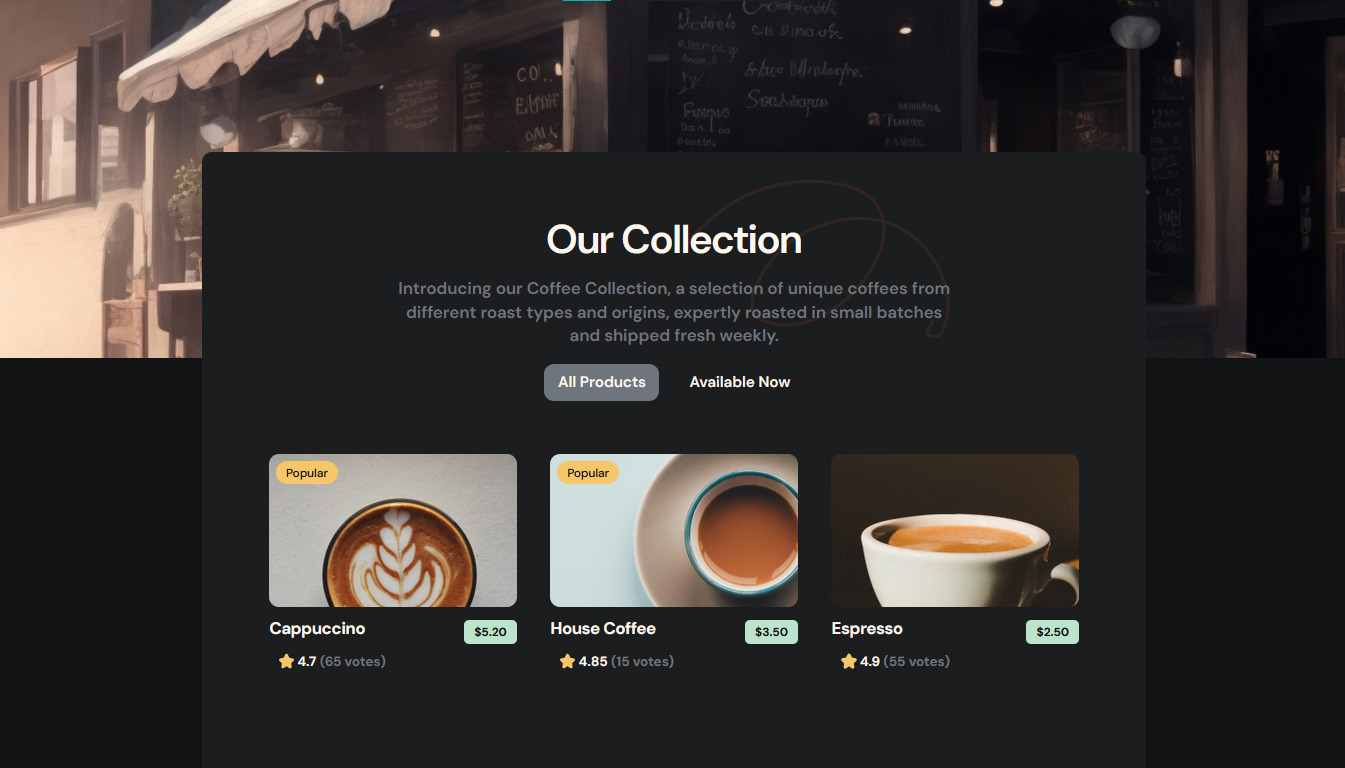 Our Collection
Introducing our Coffee Collection, a selection of unique coffees from
different roast types and origins, expertly roasted in small batches
and shipped fresh weekly.
All Products Available Now
Popular Popular
Cappuccino $5.20 House Coffee $3.50 Espresso $2.50
4.7 (65 votes) 4.85 (15 votes) 4.9 (55 votes)